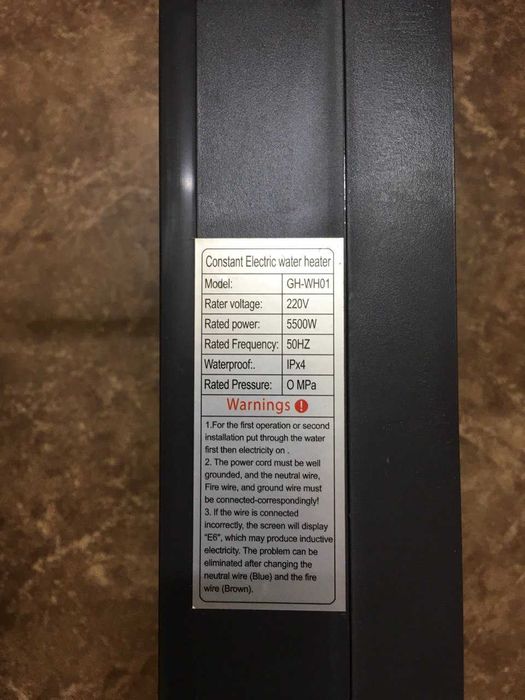 Constant Electric water heater
Model: GH-WH01
Rater voltage: 220V
Rated power: 5500W
Rated Frequency: 50HZ
Waterproof:. IPx4
Rated Pressure: O MPa
Warnings !
1.For the first operation or second
installation put through the water
first then electricity on .
2. The power cord must be well
grounded, and the neutral wire,
Fire wire, and ground wire must
be connected-correspondingly!
3. If the wire is connected
incorrectly, the screen will display
"E6", which may produce inductive
electricity. The problem can be
eliminated after changing the
neutral wire (Blue) and the fire
wire (Brown).